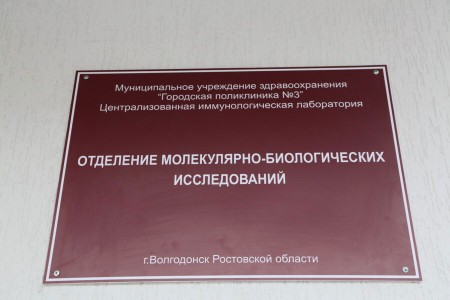 Муниципальное учреждение здравоохранения
"Городская поликлиника №3"
Централизованная иммунологическая лаборатория
ОТДЕЛЕНИЕ МОЛЕКУЛЯРНО-БИОЛОГИЧЕСКИХ
ИССЛЕДОВАНИЙ
г.Волгодонск Ростовской области